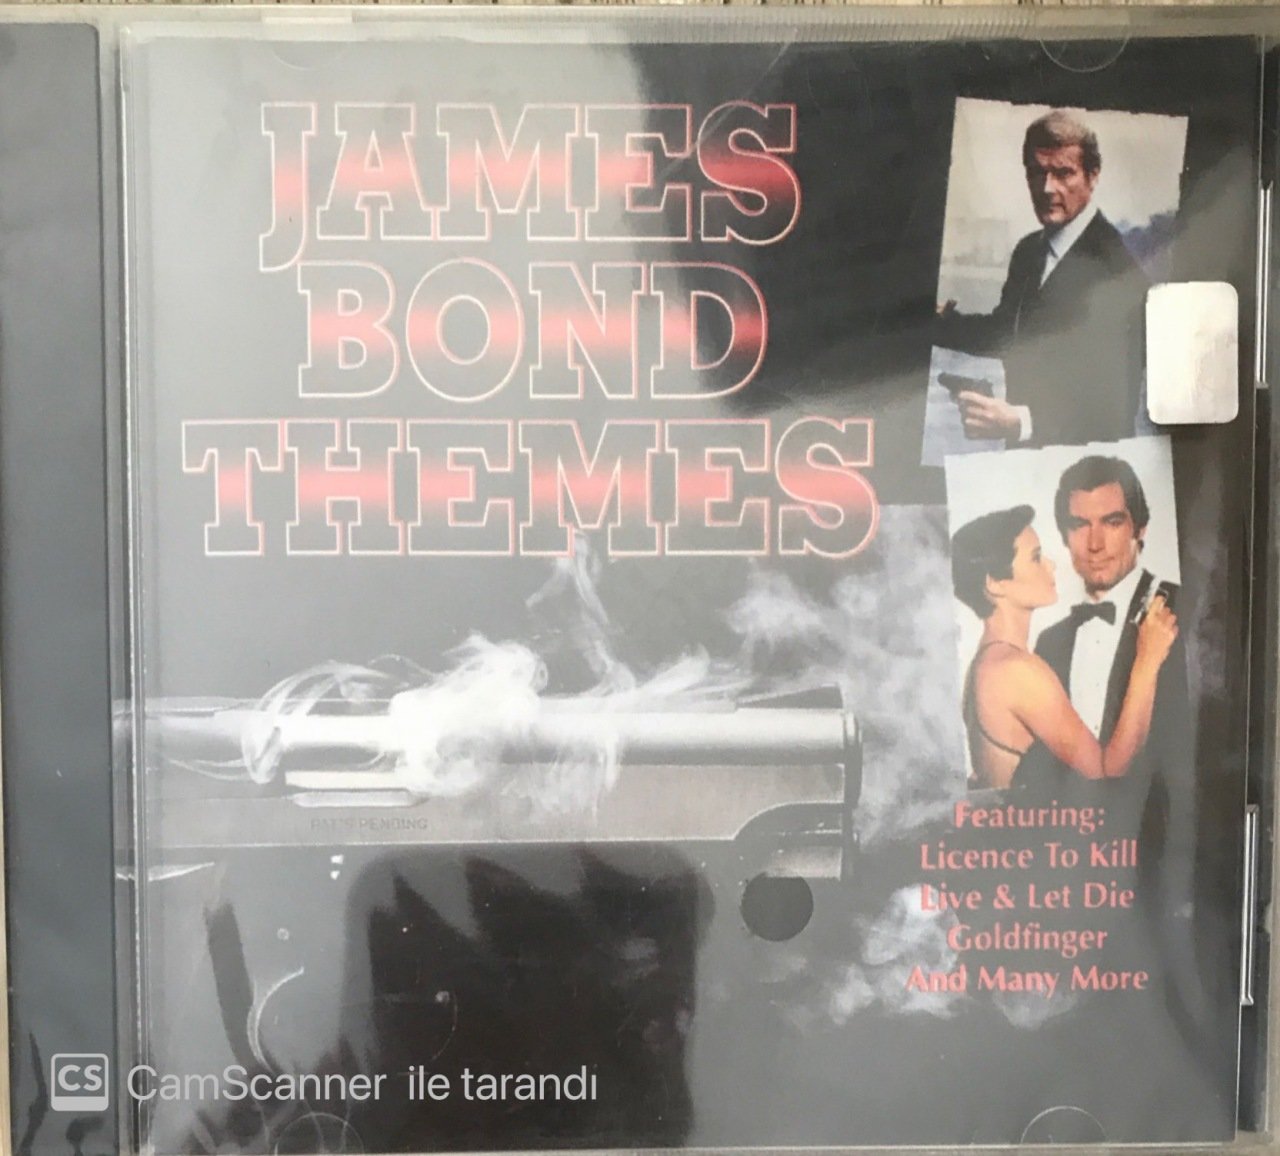 JAMES
BOND
THEMES
PAT'S PENDING
Featuring:
Licence To Kill
Live & Let Die
Goldfinger
And Many More
CS CamScanner ile tarandı